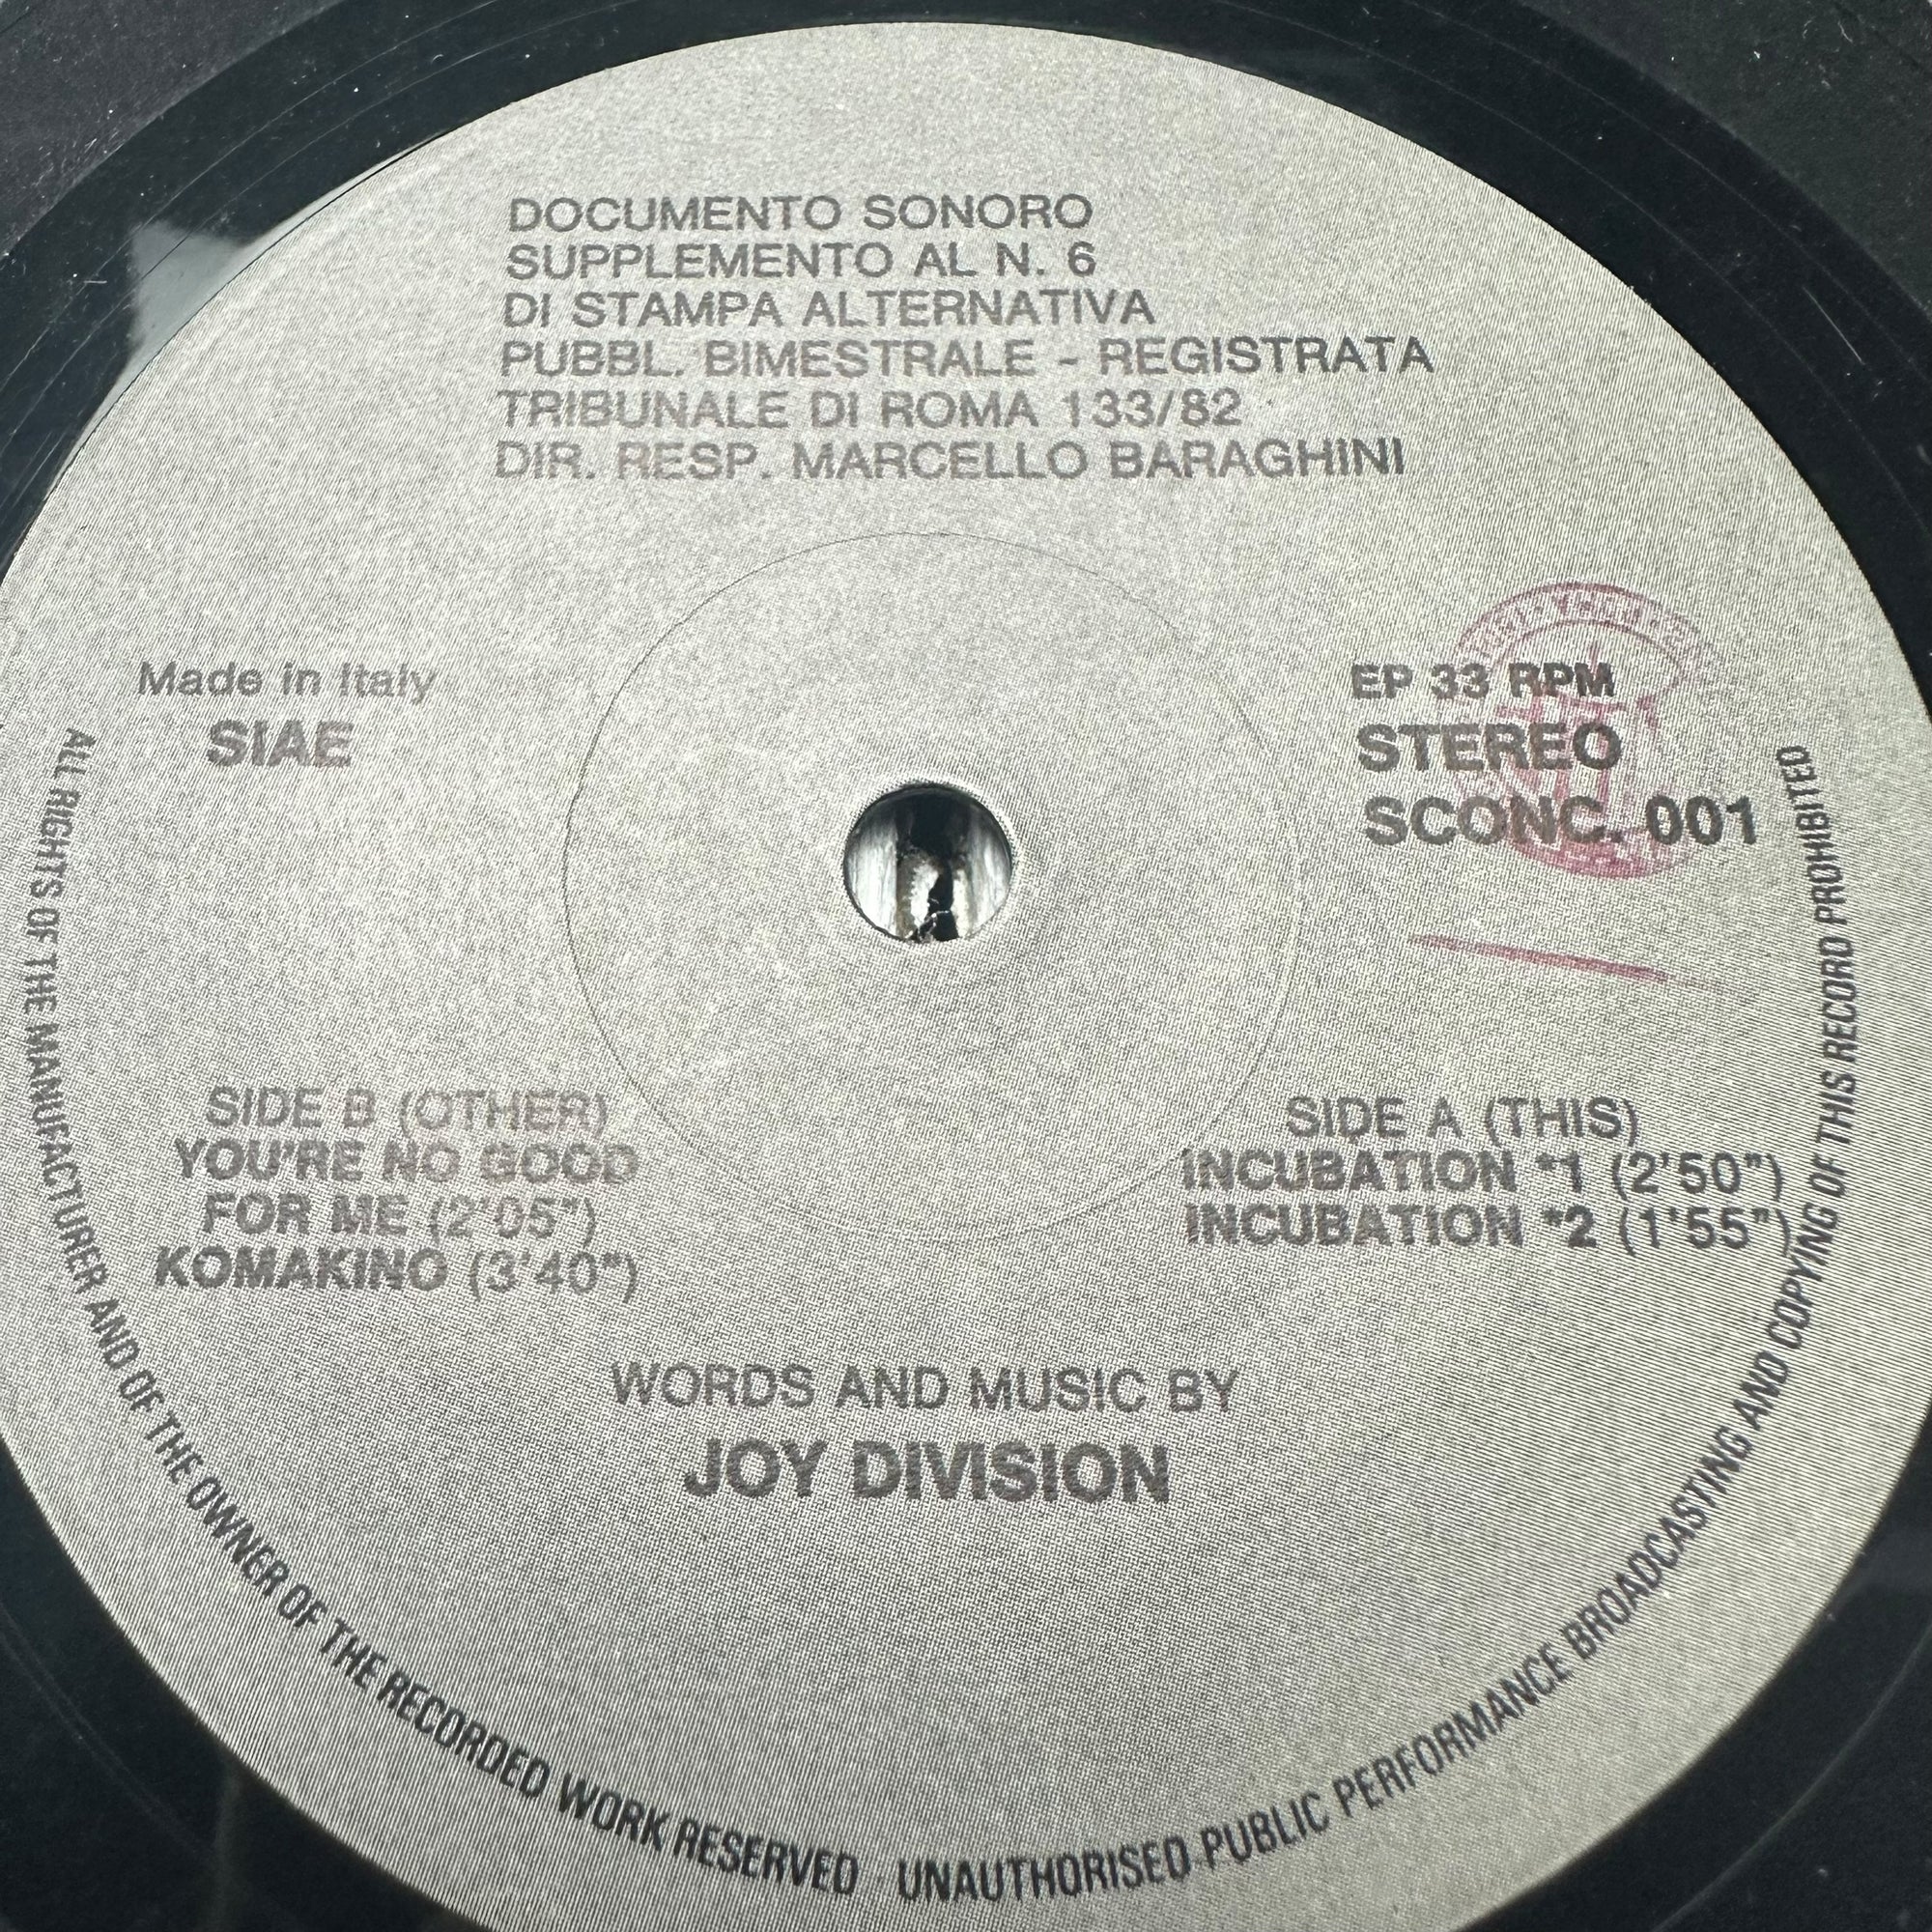 DOCUMENTO SONORO
SUPPLEMENTO AL N. 6
DI STAMPA ALTERNATIVA
PUBBL. BIMESTRALE - REGISTRATA
TRIBUNALE DI ROMA 133/82
DIR. RESP. MARCELLO BARAGHINI
Made in Italy
SIAE
EP 33 RPM
STEREO
SCONC. 001
SIDE B (OTHER)
YOU'RE NO GOOD
FOR ME (2'05")
KOMAKINO (3'40")
SIDE A (THIS)
INCUBATION *1 (2'50")
INCUBATION *2 (1'55")
WORDS AND MUSIC BY
JOY DIVISION
ALL RIGHTS OF THE MANUFACTURER AND OF THE OWNER OF THE RECORDED WORK RESERVED UNAUTHORISED PUBLIC PERFORMANCE BROADCASTING AND COPYING OF THIS RECORD PROHIBITED